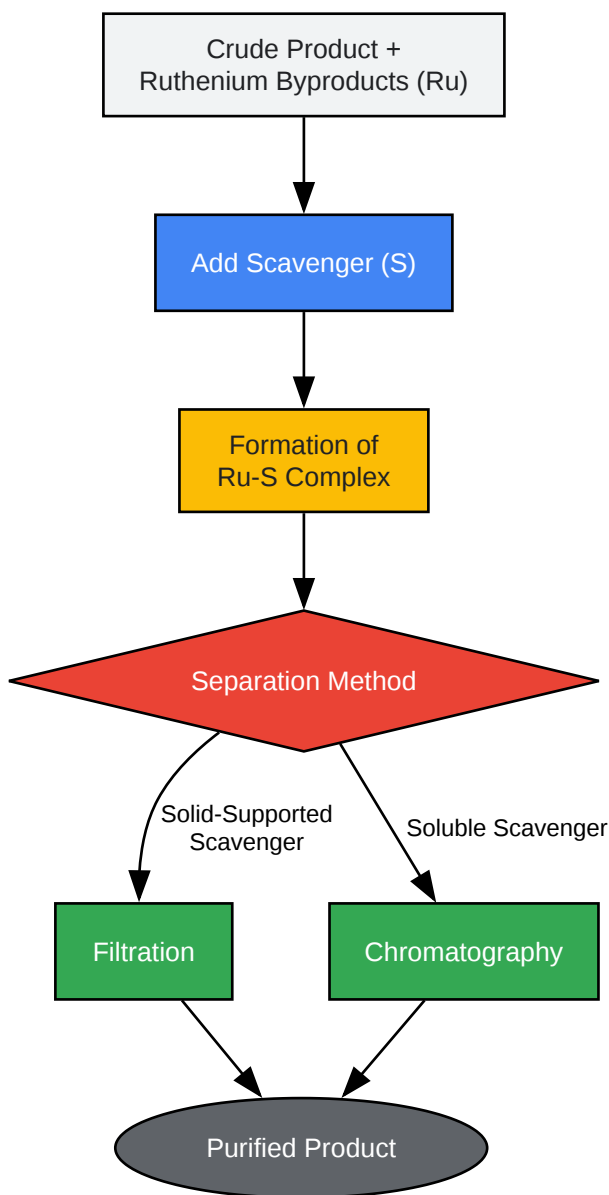 Crude Product +
Ruthenium Byproducts (Ru)
Add Scavenger (S)
Formation of
Ru-S Complex
Separation Method
Solid-Supported
Scavenger
Soluble Scavenger
Filtration
Chromatography
Purified Product